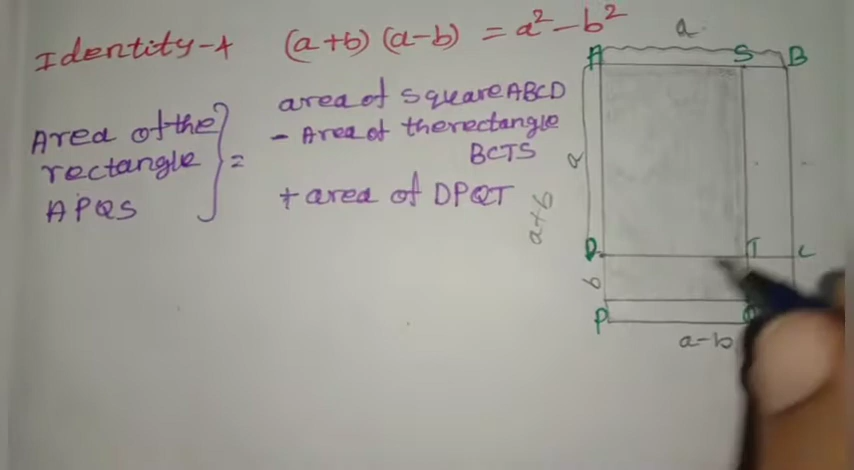 Identity-4 (a+b) (a-b) = a² - b²
Area of the rectangle APQS } =
area of square ABCD
- Area of the rectangle
BCTS
+ area of DPQT
a
A S B
a
a+b
D T C
b
P Q
a-b